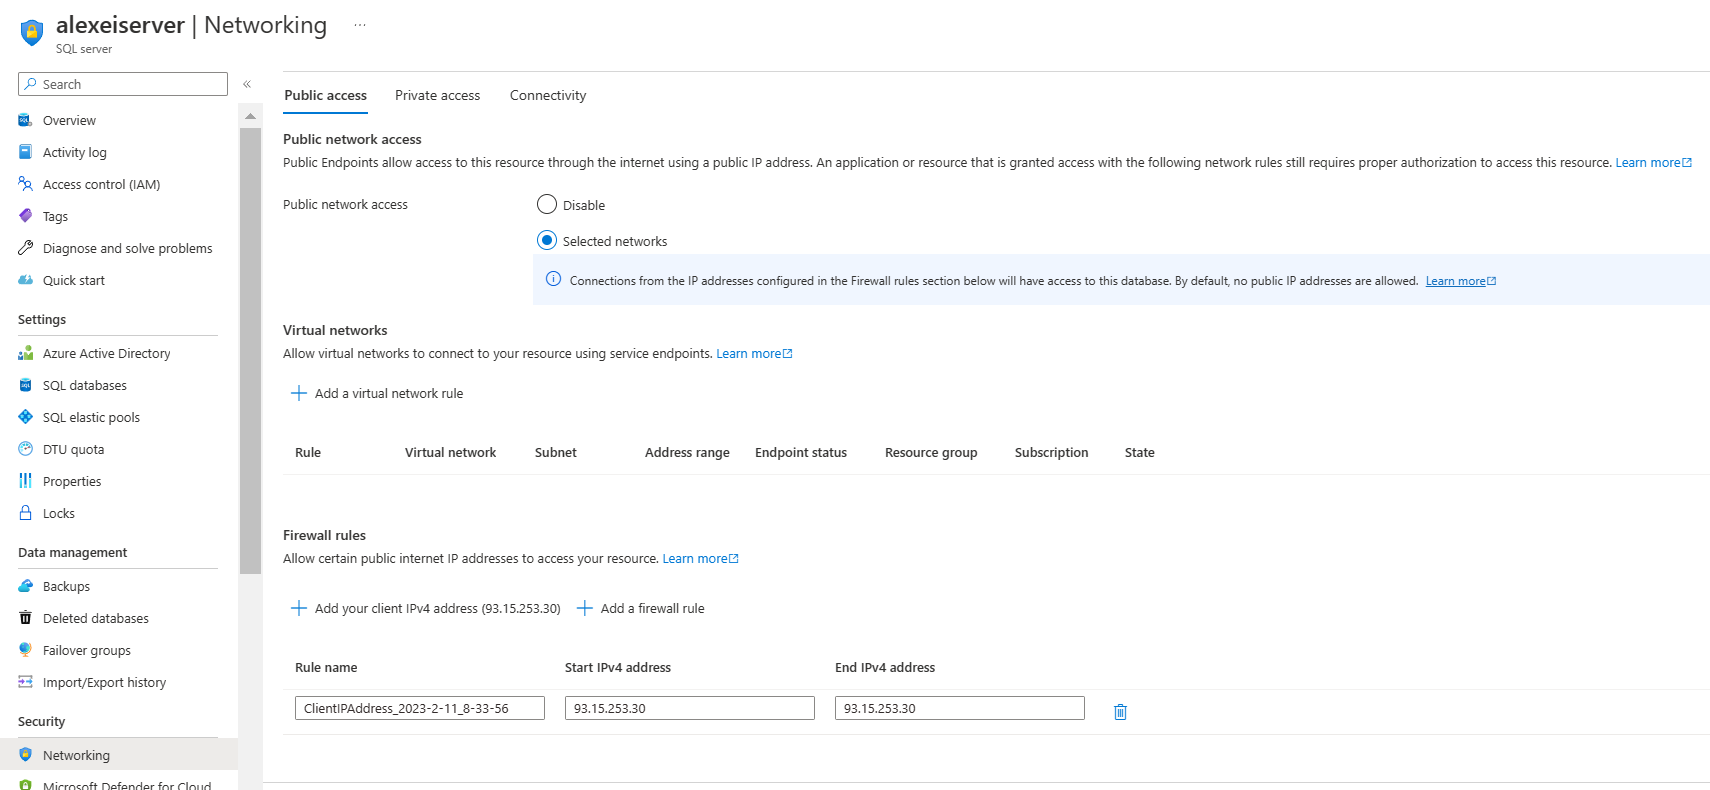 alexeiserver | Networking ...
SQL server
Search
«
Overview
Activity log
Access control (IAM)
Tags
Diagnose and solve problems
Quick start
Settings
Azure Active Directory
SQL databases
SQL elastic pools
DTU quota
Properties
Locks
Data management
Backups
Deleted databases
Failover groups
Import/Export history
Security
Networking
Microsoft Defender for Cloud
Public access Private access Connectivity
Public network access
Public Endpoints allow access to this resource through the internet using a public IP address. An application or resource that is granted access with the following network rules still requires proper authorization to access this resource. Learn more
Public network access
Disable
Selected networks
Connections from the IP addresses configured in the Firewall rules section below will have access to this database. By default, no public IP addresses are allowed. Learn more
Virtual networks
Allow virtual networks to connect to your resource using service endpoints. Learn more
+ Add a virtual network rule
Rule Virtual network Subnet Address range Endpoint status Resource group Subscription State
Firewall rules
Allow certain public internet IP addresses to access your resource. Learn more
+ Add your client IPv4 address (93.15.253.30) + Add a firewall rule
Rule name Start IPv4 address End IPv4 address
ClientIPAddress_2023-2-11_8-33-56 93.15.253.30 93.15.253.30